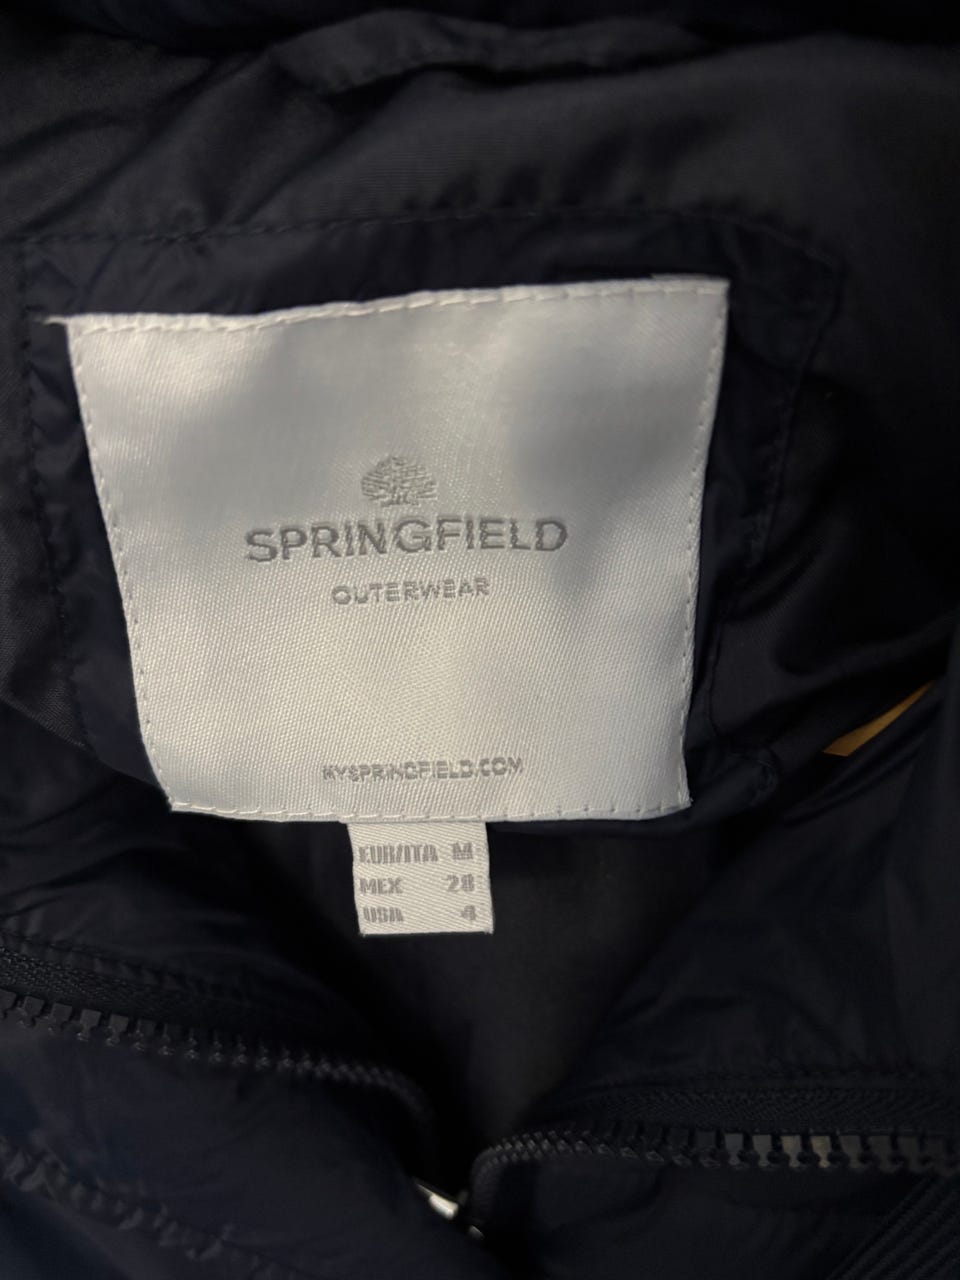 SPRINGFIELD
OUTERWEAR
MYSPRINGFIELD.COM
EUR/ITA M
MEX 28
USA 4